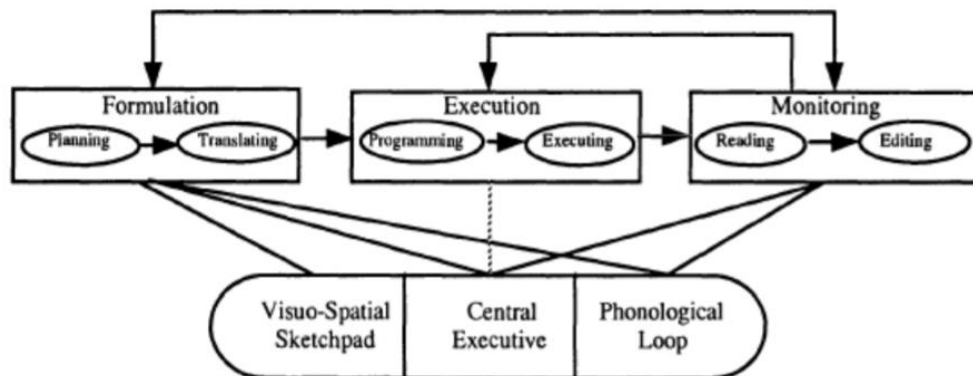 Formulation
Planning
Translating
Execution
Programming
Executing
Monitoring
Reading
Editing
Visuo-Spatial
Sketchpad
Central
Executive
Phonological
Loop